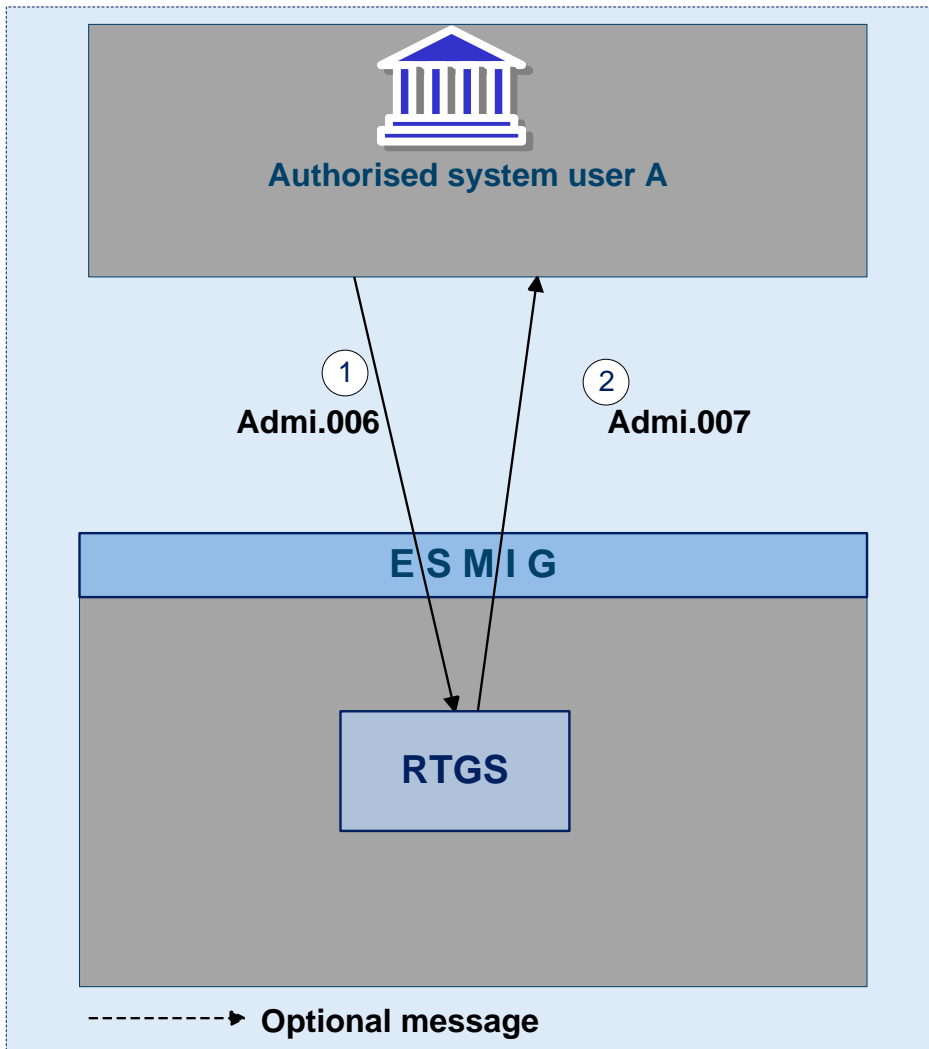 Authorised system user A
1
2
Admi.006
Admi.007
E S M I G
RTGS
Optional message